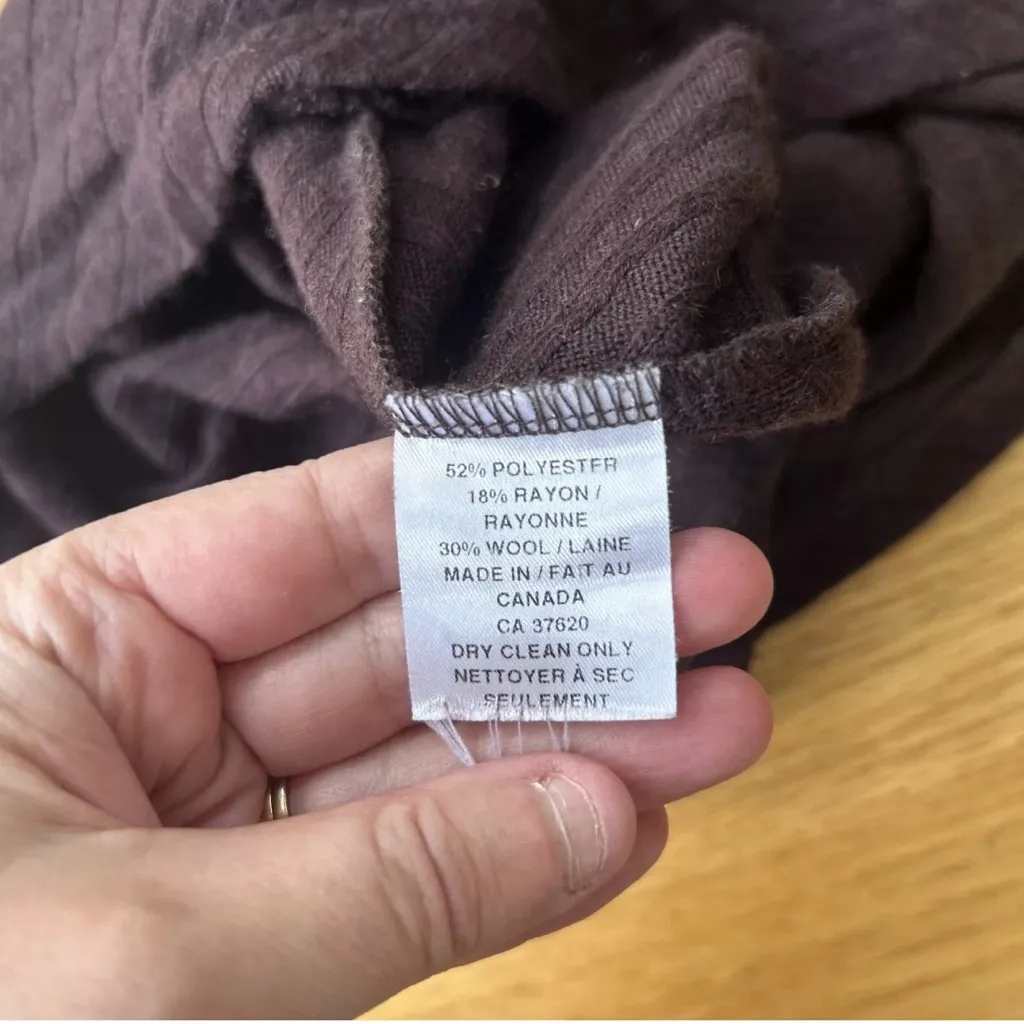 52% POLYESTER
18% RAYON /
RAYONNE
30% WOOL / LAINE
MADE IN / FAIT AU
CANADA
CA 37620
DRY CLEAN ONLY
NETTOYER À SEC
SEULEMENT